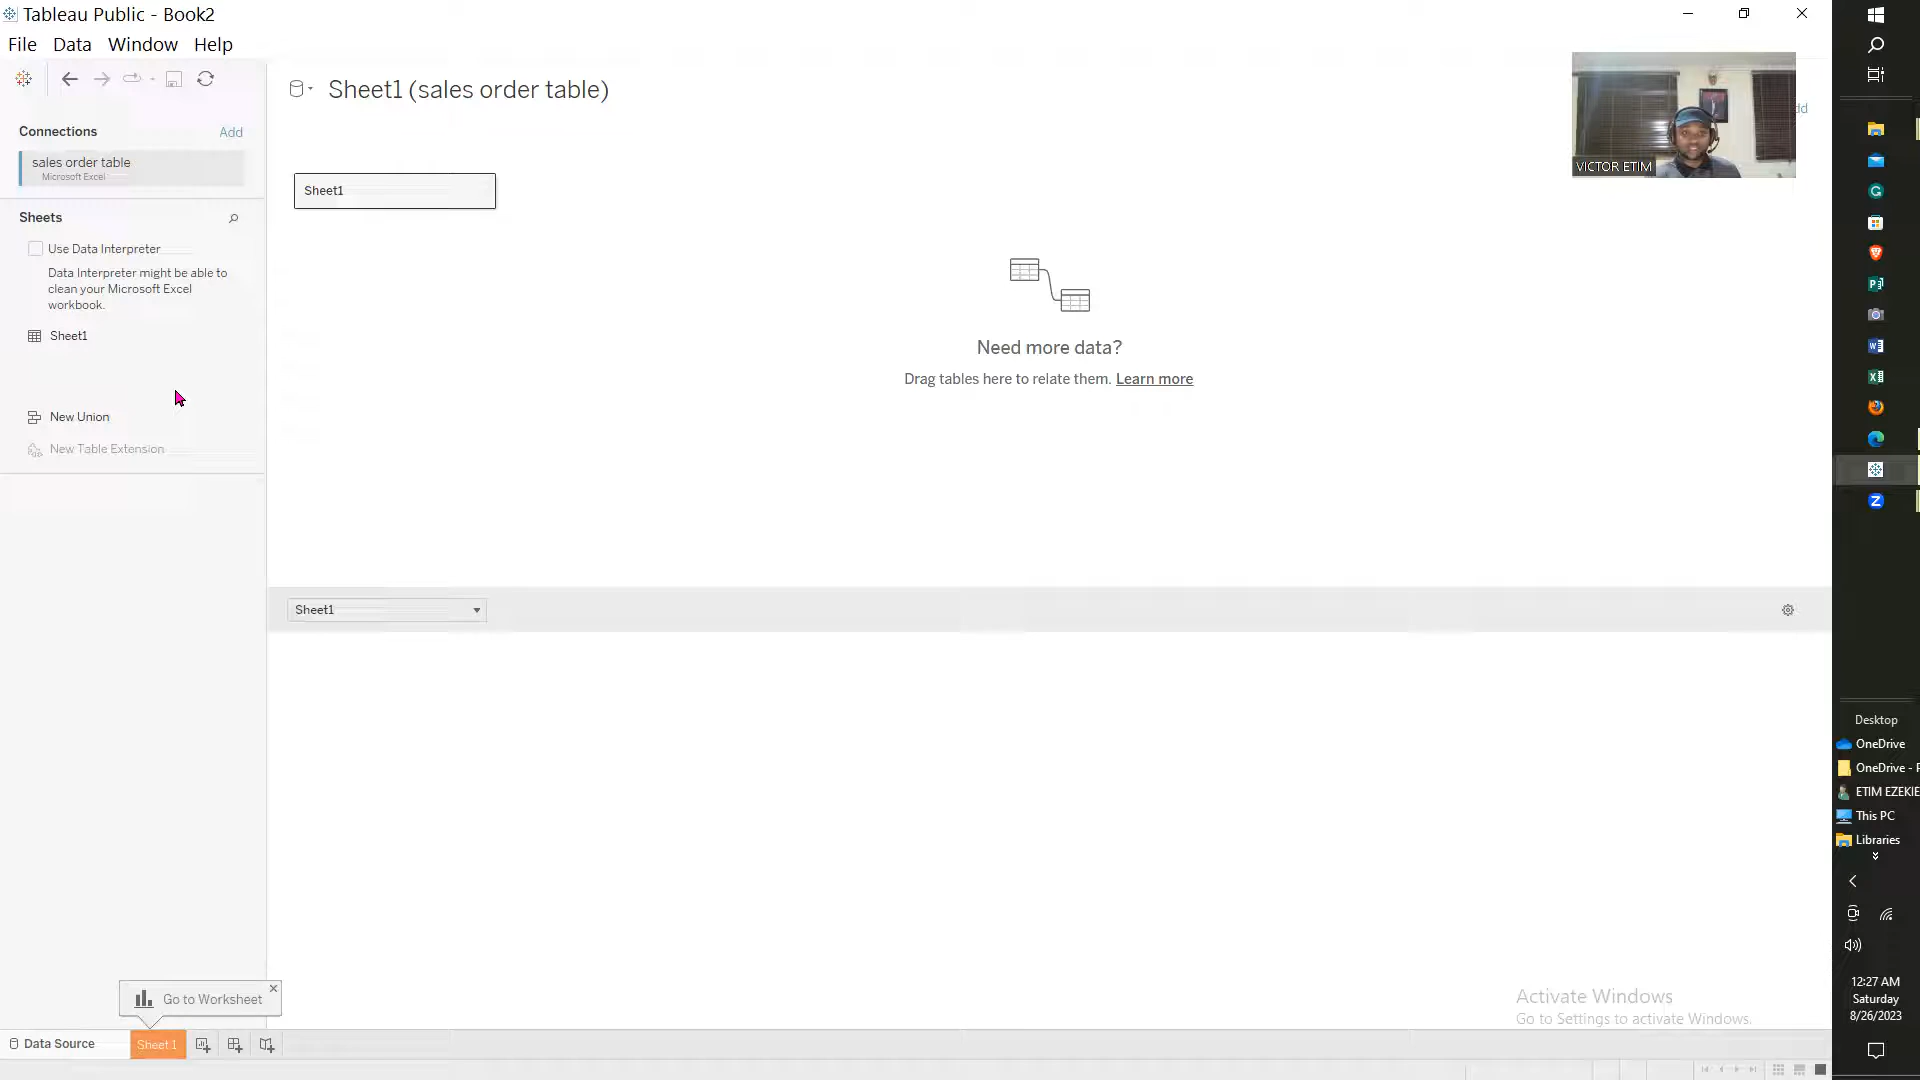 Tableau Public - Book2
File Data Window Help
Connections Add
sales order table
Microsoft Excel
Sheets
Use Data Interpreter
Data Interpreter might be able to
clean your Microsoft Excel
workbook.
Sheet1
New Union
New Table Extension
Sheet1 (sales order table)
Sheet1
VICTOR ETIM
Need more data?
Drag tables here to relate them. Learn more
Sheet1
Activate Windows
Go to Settings to activate Windows.
Go to Worksheet
Data Source Sheet 1
Desktop
OneDrive
OneDrive -
ETIM EZEKIE
This PC
Libraries
12:27 AM
Saturday
8/26/2023